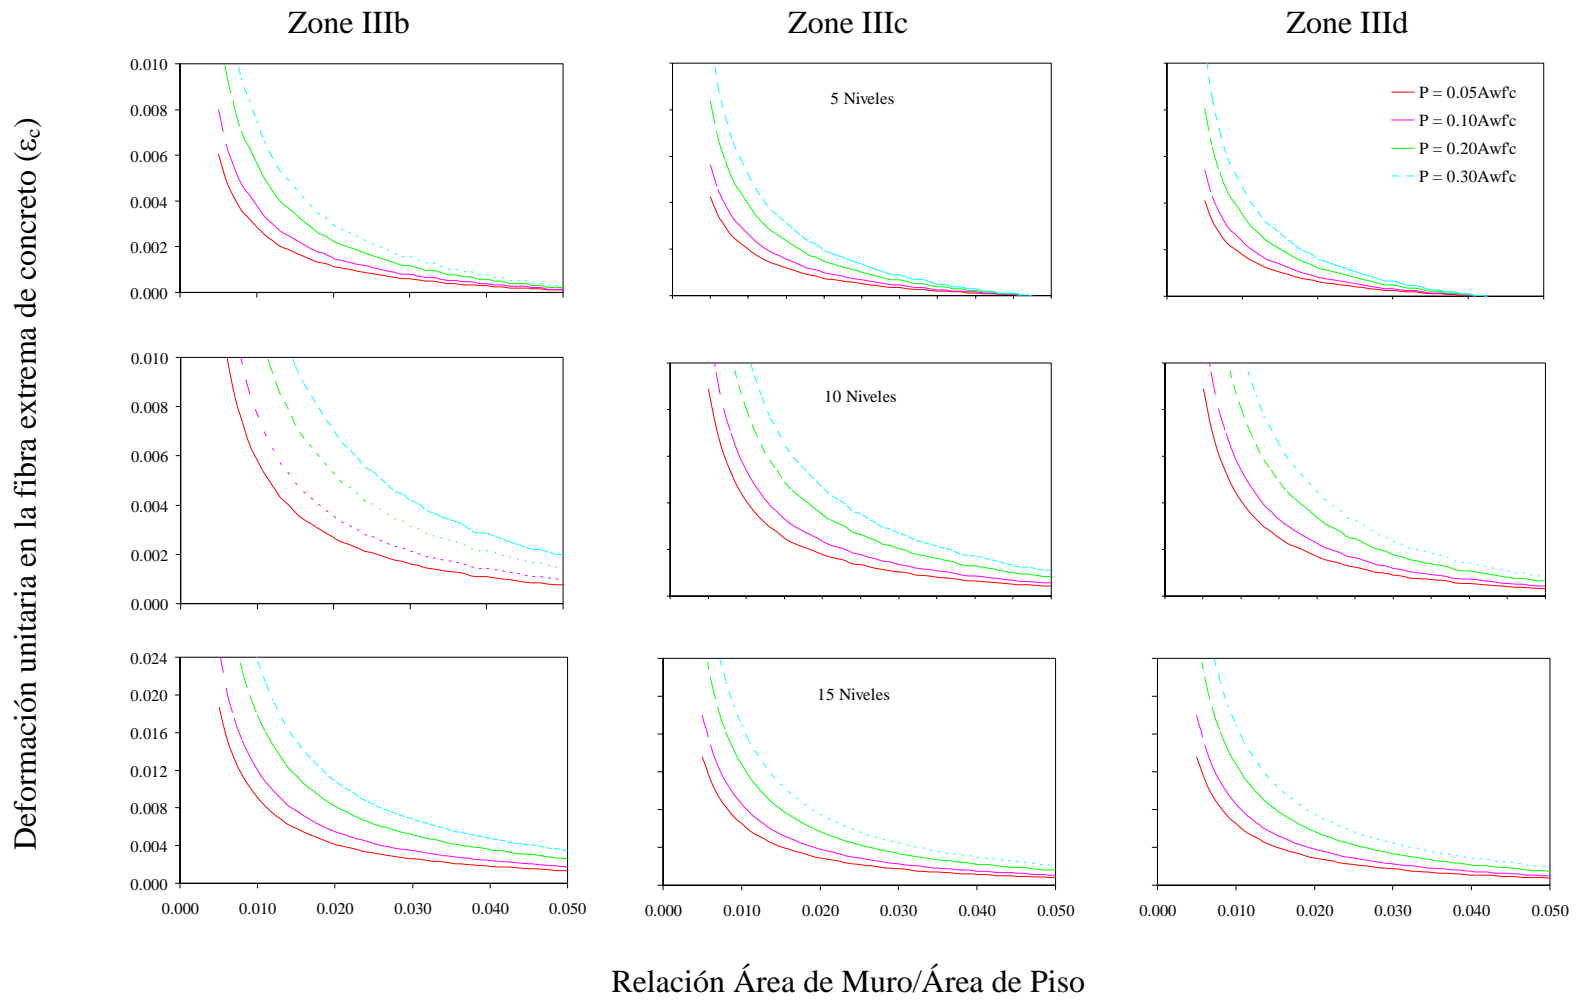 Zone IIIb
Zone IIIc
Zone IIId
Deformación unitaria en la fibra extrema de concreto (εc)
0.010
0.008
0.006
0.004
0.002
0.000
5 Niveles
P = 0.05Awf'c
P = 0.10Awf'c
P = 0.20Awf'c
P = 0.30Awf'c
0.010
0.008
0.006
0.004
0.002
0.000
10 Niveles
0.024
0.020
0.016
0.012
0.008
0.004
0.000
15 Niveles
0.000 0.010 0.020 0.030 0.040 0.050
0.000 0.010 0.020 0.030 0.040 0.050
0.000 0.010 0.020 0.030 0.040 0.050
Relación Área de Muro/Área de Piso